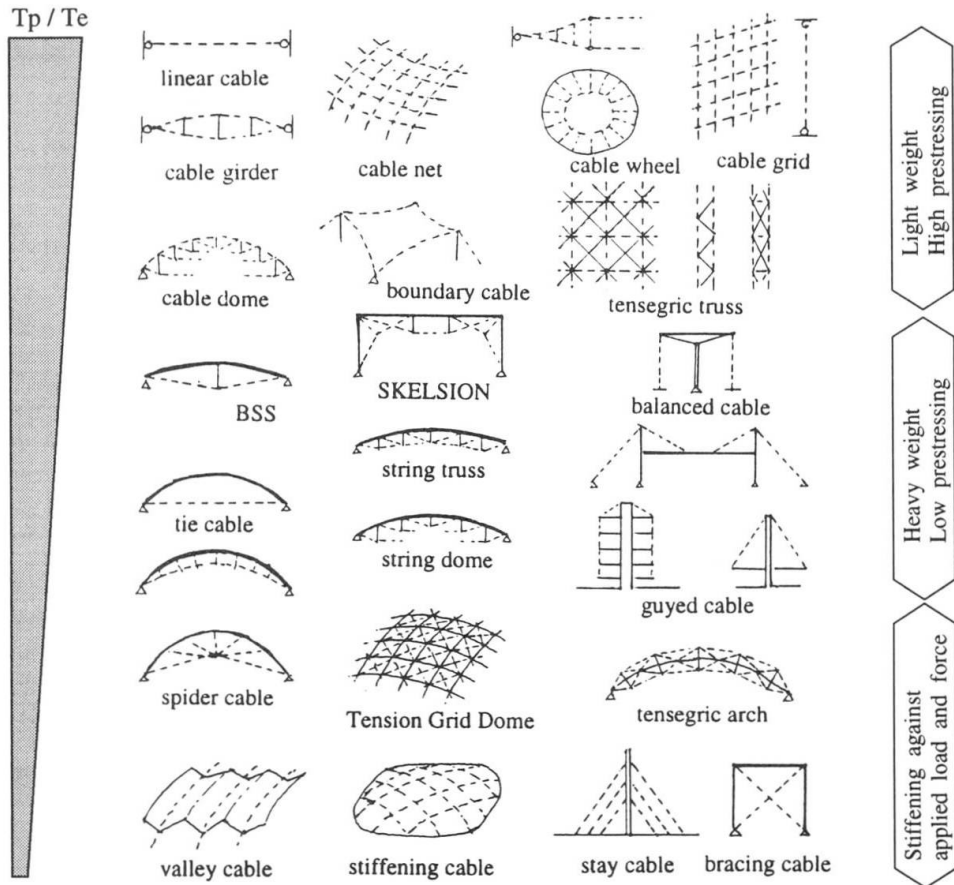 Tp / Te
linear cable
cable girder
cable net
cable wheel
cable grid
cable dome
boundary cable
tensegric truss
BSS
SKELSION
balanced cable
string truss
tie cable
string dome
guyed cable
spider cable
Tension Grid Dome
tensegric arch
valley cable
stiffening cable
stay cable
bracing cable
Light weight
High prestressing
Heavy weight
Low prestressing
Stiffening against
applied load and force